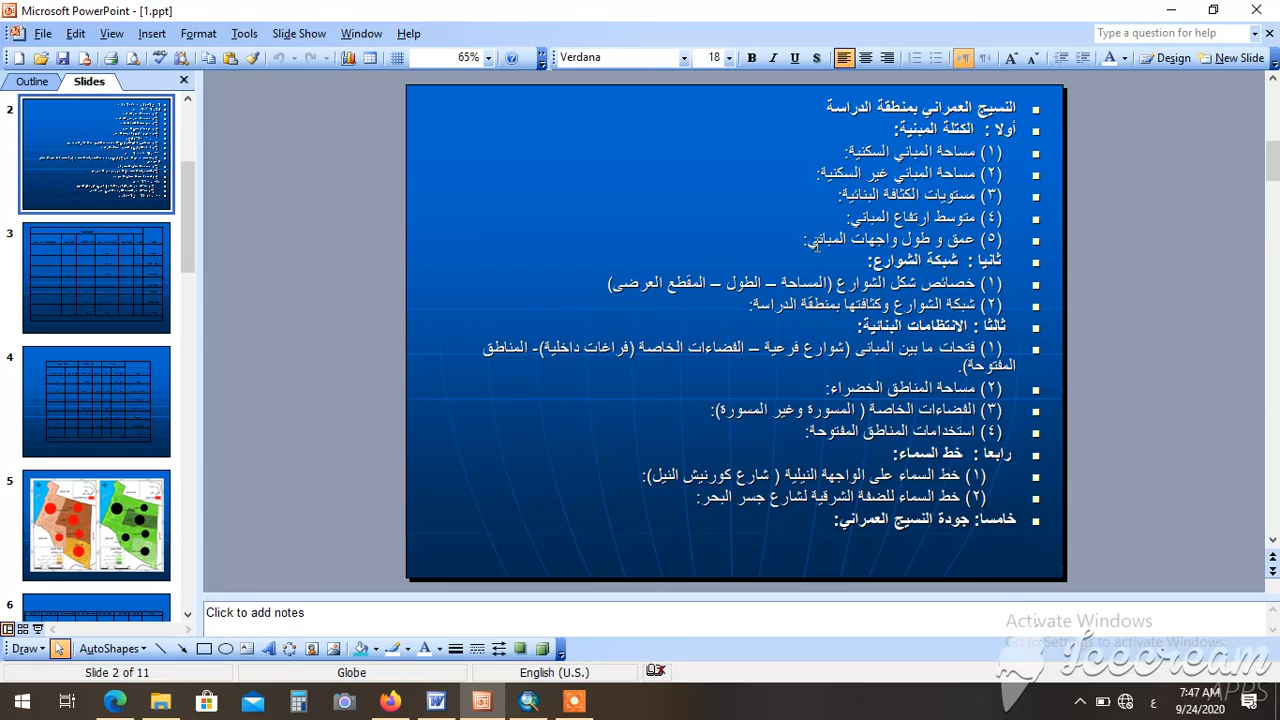 Microsoft PowerPoint - [1.ppt]
File Edit View Insert Format Tools Slide Show Window Help
Type a question for help
65%
Verdana 18 B I U S A Design New Slide
Outline Slides
2
3
4
5
6
النسيج العمراني بمنطقة الدراسة
أولا : الكتلة المبنية:
(١) مساحة المباني السكنية:
(٢) مساحة المباني غير السكنية:
(٣) مستويات الكثافة البنائية:
(٤) متوسط ارتفاع المباني:
(٥) عمق و طول واجهات المباني:
ثانيا : شبكة الشوارع:
(١) خصائص شكل الشوارع (المساحة – الطول – المقطع العرضى)
(٢) شبكة الشوارع وكثافتها بمنطقة الدراسة:
ثالثا : الانتظامات البنائية:
(١) فتحات ما بين المبانى (شوارع فرعية – الفضاءات الخاصة (فراغات داخلية)- المناطق
المفتوحة).
(٢) مساحة المناطق الخضراء:
(٣) الفضاءات الخاصة ( المسورة وغير المسورة):
(٤) استخدامات المناطق المفتوحة:
رابعا : خط السماء:
(١) خط السماء على الواجهة النيلية ( شارع كورنيش النيل):
(٢) خط السماء للضفة الشرقية لشارع جسر البحر:
خامسا: جودة النسيج العمراني:
Click to add notes
Activate Windows
Go to Settings to activate Windows.
Icecream
APPS
Draw AutoShapes
Slide 2 of 11 Globe English (U.S.)
ع 7:47 AM
9/24/2020